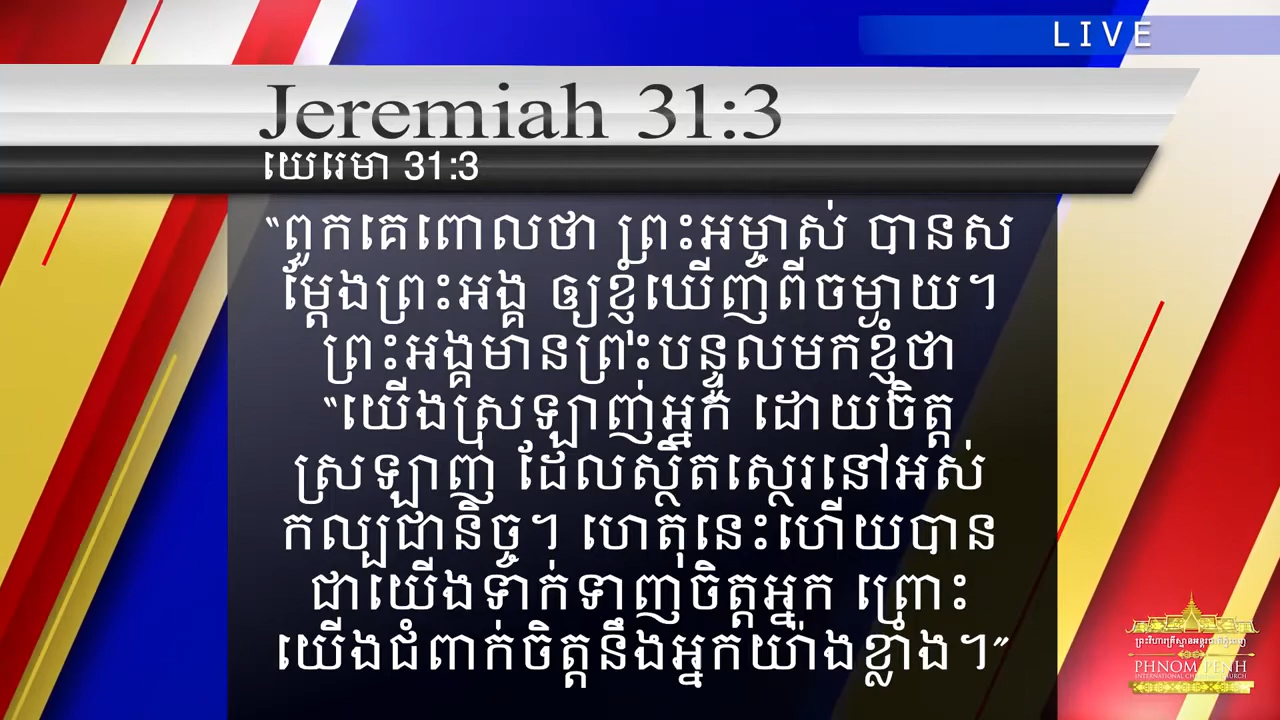 LIVE
Jeremiah 31:3
យេរេមា 31:3
“ពួកគេពោលថា ព្រះអម្ចាស់ បានស
ម្ដែងព្រះអង្គ ឲ្យខ្ញុំឃើញពីចម្ងាយ។
ព្រះអង្គមានព្រះបន្ទូលមកខ្ញុំថា
“យើងស្រឡាញ់អ្នក ដោយចិត្ត
ស្រឡាញ់ ដែលស្ថិតស្ថេរនៅអស់
កល្បជានិច្ច។ ហេតុនេះហើយបាន
ជាយើងទាក់ទាញចិត្តអ្នក ព្រោះ
យើងជំពាក់ចិត្តនឹងអ្នកយ៉ាងខ្លាំង។”
PHNOM PENH
INTERNATIONAL CHURCH